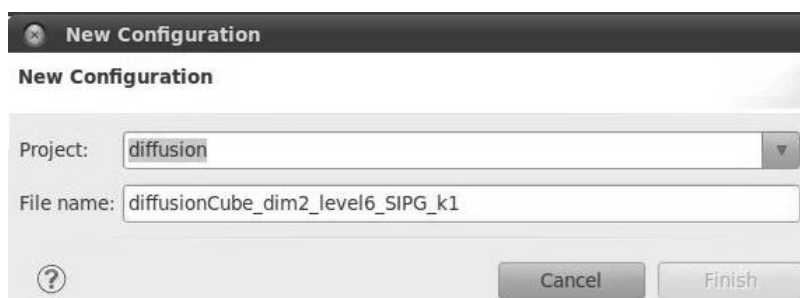 New Configuration
New Configuration
Project: diffusion
File name: diffusionCube_dim2_level6_SIPG_k1
? Cancel Finish